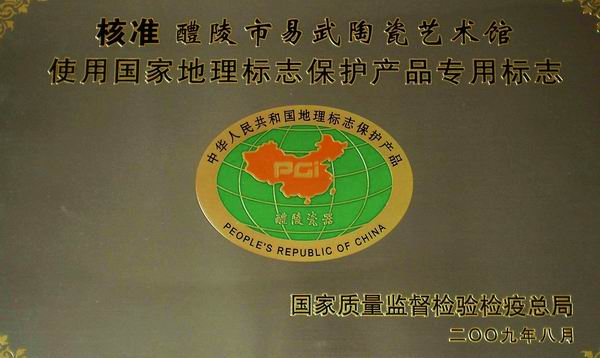 核准 醴陵市易武陶瓷艺术馆
使用国家地理标志保护产品专用标志
中华人民共和国地理标志保护产品
PGI
醴陵瓷器
PEOPLE'S REPUBLIC OF CHINA
国家质量监督检验检疫总局
二〇〇九年八月